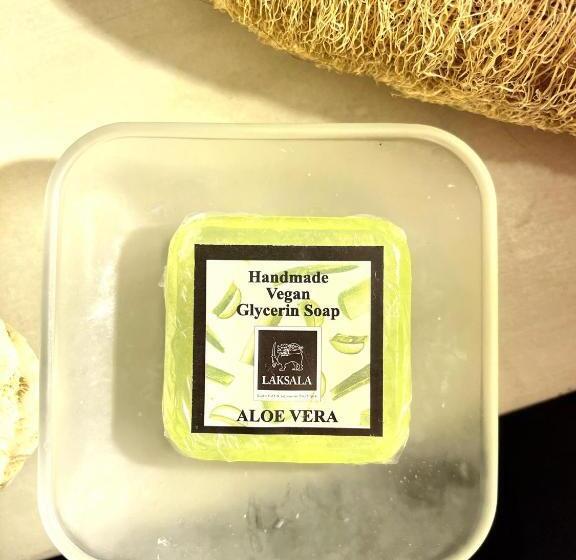 Handmade
Vegan
Glycerin Soap
LAKSALA
ALOE VERA